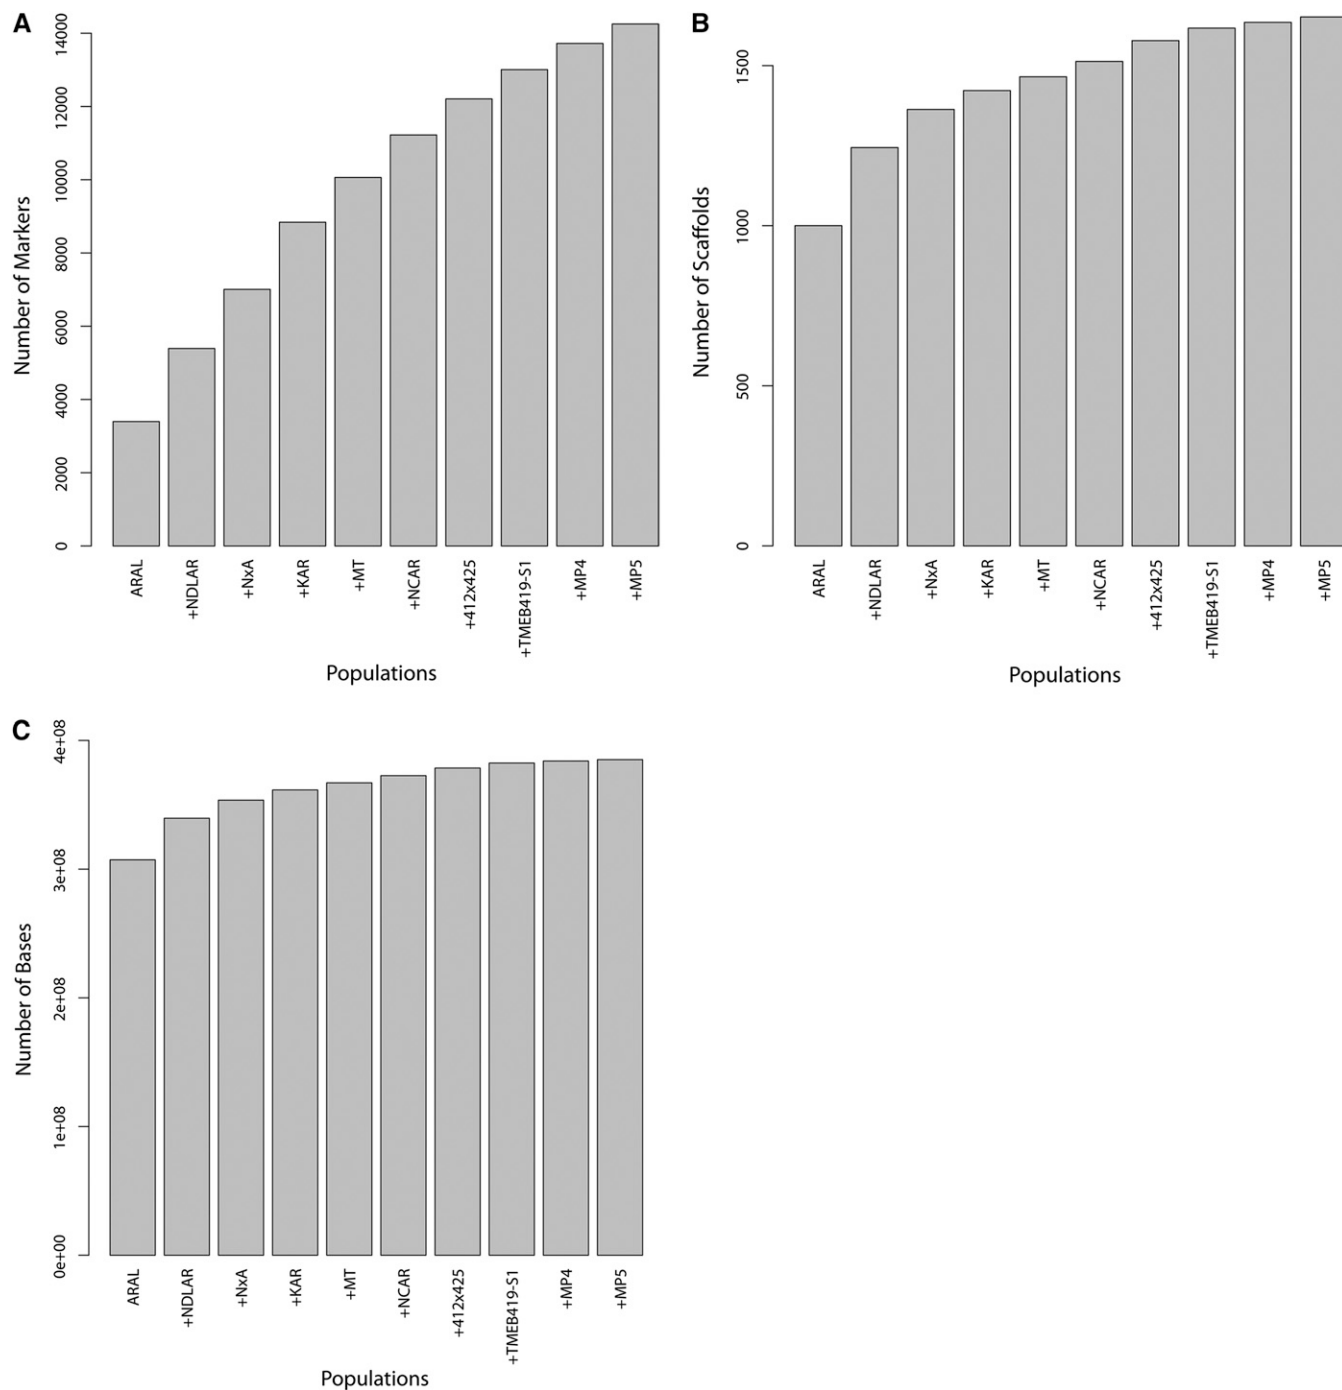 A
Number of Markers
14000
12000
10000
8000
6000
4000
2000
0
ARAL
+NDLAR
+NxA
+KAR
+MT
+NCAR
+412x425
+TMEB419-S1
+MP4
+MP5
Populations
B
Number of Scaffolds
1500
1000
500
0
ARAL
+NDLAR
+NxA
+KAR
+MT
+NCAR
+412x425
+TMEB419-S1
+MP4
+MP5
Populations
C
Number of Bases
4e+08
3e+08
2e+08
1e+08
0e+00
ARAL
+NDLAR
+NxA
+KAR
+MT
+NCAR
+412x425
+TMEB419-S1
+MP4
+MP5
Populations